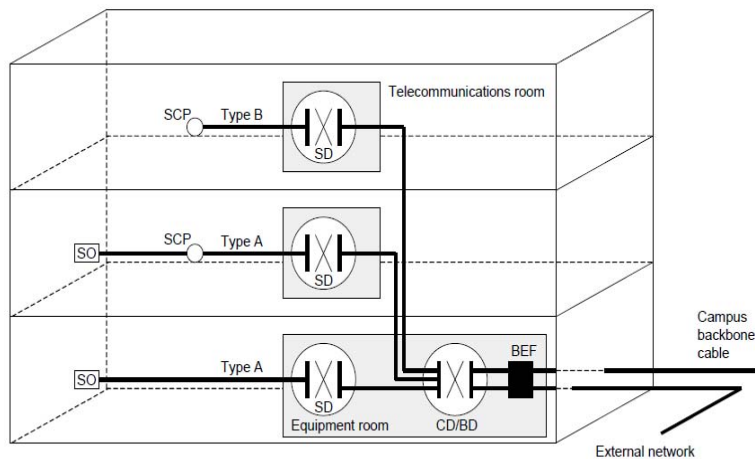 Telecommunications room
SCP
Type B
SD
SCP
Type A
SO
SD
Campus
backbone
cable
BEF
Type A
SO
SD
Equipment room
CD/BD
External network